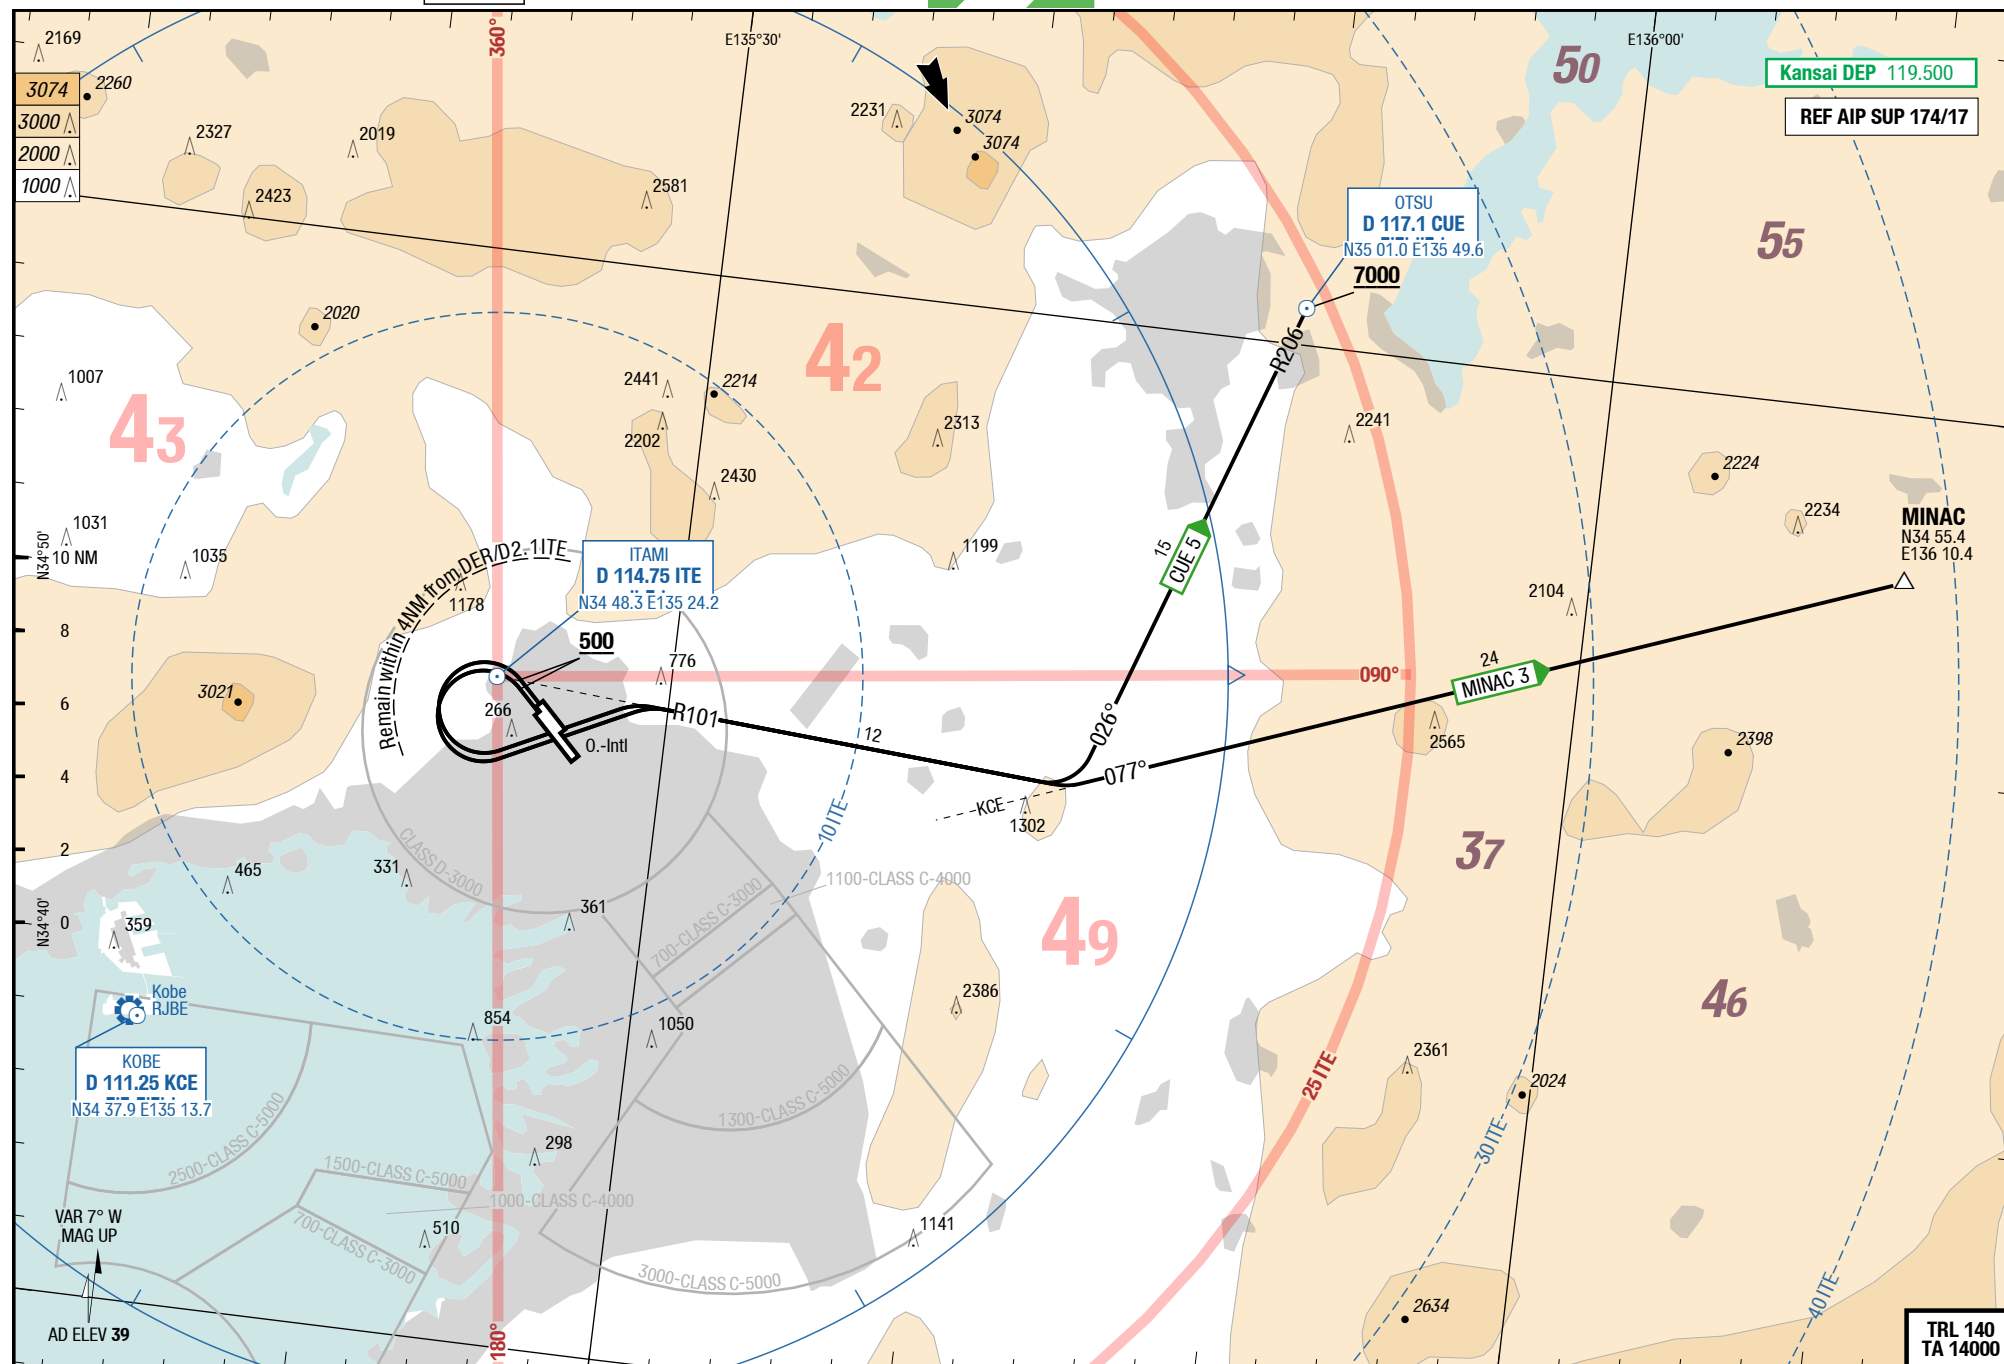 360°
E135°30'
E136°00'
50
Kansai DEP 119.500
REF AIP SUP 174/17
2169
2260
3074
3000
2000
1000
2327
2019
2423
2581
2231
3074
3074
OTSU
D 117.1 CUE
N35 01.0 E135 49.6
7000
55
2020
42
R206
1007
43
2441
2214
2202
2313
2241
2430
2224
2234
MINAC
N34 55.4
E136 10.4
1031
N34°50'
10 NM
1035
Remain within 4NM from DER/D2.1ITE
1178
ITAMI
D 114.75 ITE
N34 48.3 E135 24.2
1199
15
CUE 5
2104
8
500
776
090°
24
MINAC 3
3021
6
266
O.-Intl
R101
12
026°
2565
2398
4
077°
KCE
1302
10 ITE
2
CLASS D-3000
37
465
331
1100-CLASS C-4000
700-CLASS C-3000
N34°40'
0
359
361
49
2386
46
Kobe
RJBE
854
1050
2361
KOBE
D 111.25 KCE
N34 37.9 E135 13.7
25 ITE
2024
1300-CLASS C-5000
2500-CLASS C-5000
298
30 ITE
1500-CLASS C-5000
1000-CLASS C-4000
VAR 7° W
MAG UP
700-CLASS C-3000
510
1141
3000-CLASS C-5000
40 ITE
2634
AD ELEV 39
180°
TRL 140
TA 14000